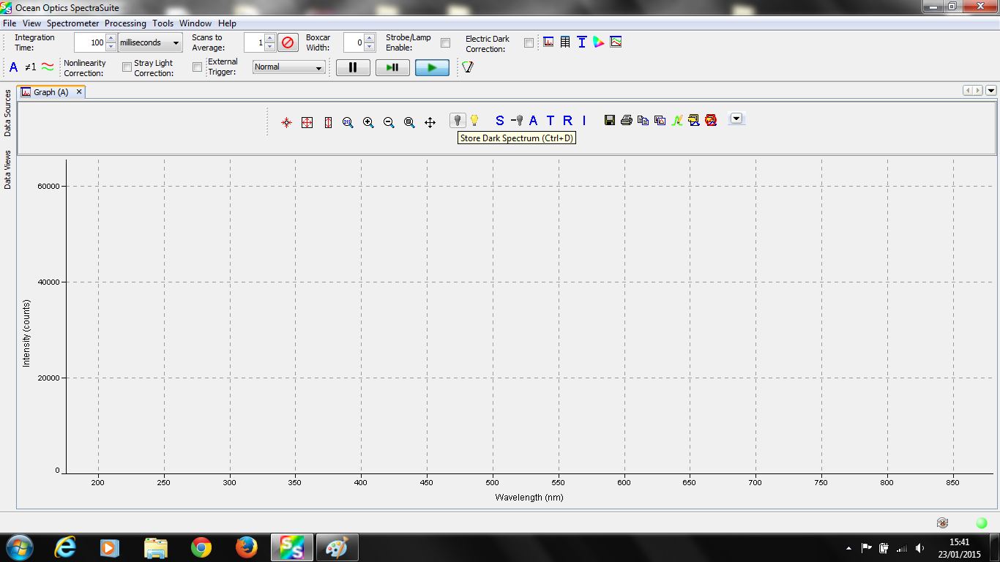 Ocean Optics SpectraSuite
File View Spectrometer Processing Tools Window Help
Integration Time: 100 milliseconds Scans to Average: 1 Boxcar Width: 0 Strobe/Lamp Enable: Electric Dark Correction:
A ≠1 Nonlinearity Correction: Stray Light Correction: External Trigger: Normal
Data Sources
Data Views
Graph (A)
S A T R I
Store Dark Spectrum (Ctrl+D)
Intensity (counts)
60000
40000
20000
0
200 250 300 350 400 450 500 550 600 650 700 750 800 850
Wavelength (nm)
15:41
23/01/2015